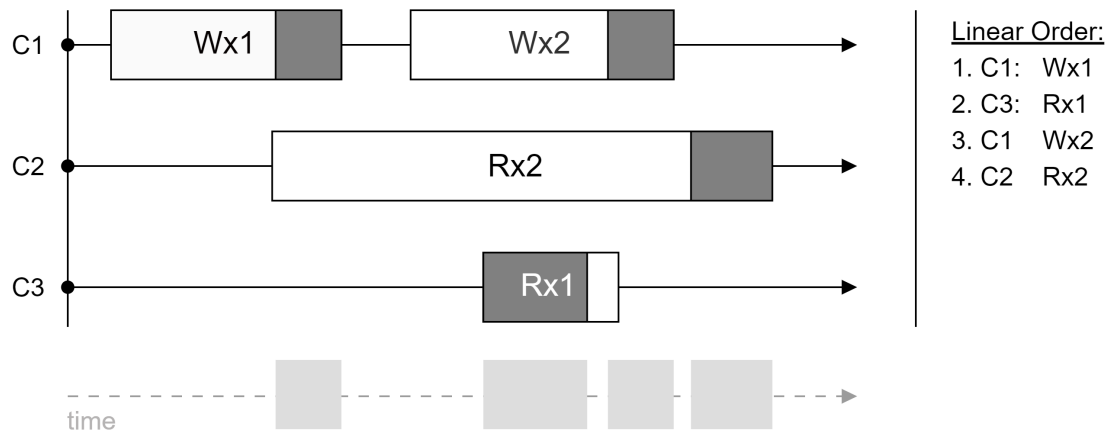 C1 Wx1 Wx2
C2 Rx2
C3 Rx1
time
Linear Order:
1. C1: Wx1
2. C3: Rx1
3. C1 Wx2
4. C2 Rx2